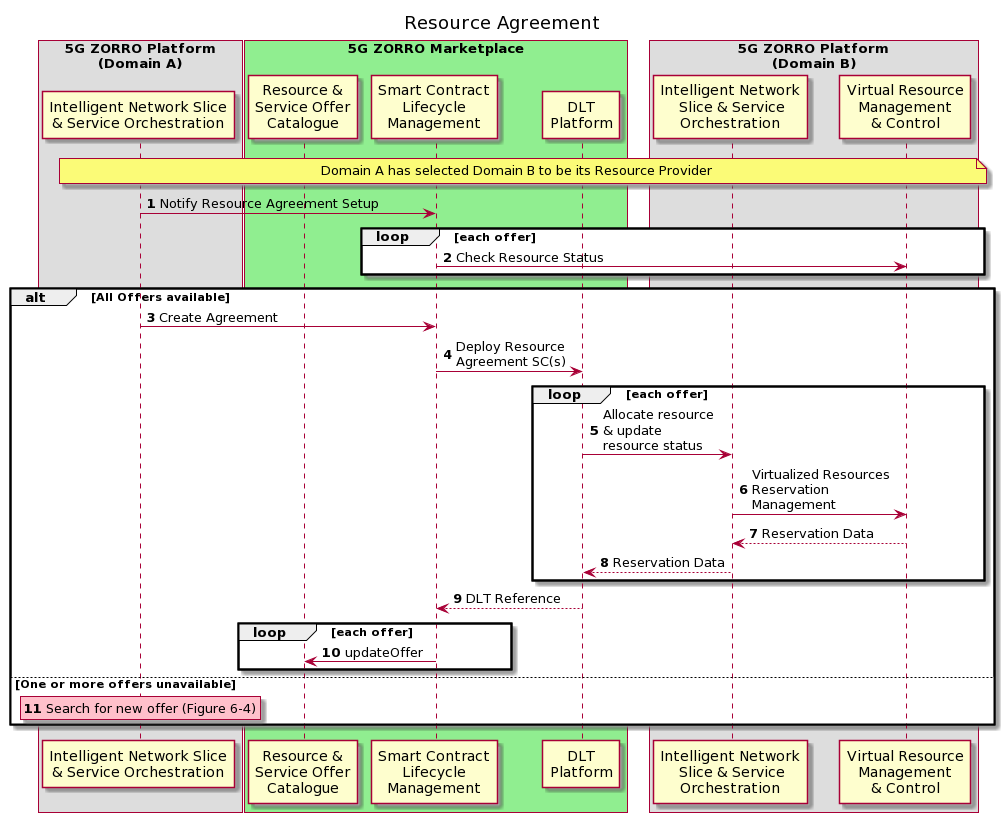 Resource Agreement
5G ZORRO Platform
(Domain A)
5G ZORRO Marketplace
5G ZORRO Platform
(Domain B)
Intelligent Network Slice
& Service Orchestration
Resource &
Service Offer
Catalogue
Smart Contract
Lifecycle
Management
DLT
Platform
Intelligent Network
Slice & Service
Orchestration
Virtual Resource
Management
& Control
Domain A has selected Domain B to be its Resource Provider
1 Notify Resource Agreement Setup
loop [each offer]
2 Check Resource Status
alt [All Offers available]
3 Create Agreement
4 Deploy Resource
Agreement SC(s)
loop [each offer]
5 Allocate resource
& update
resource status
6 Virtualized Resources
Reservation
Management
7 Reservation Data
8 Reservation Data
9 DLT Reference
loop [each offer]
10 updateOffer
[One or more offers unavailable]
11 Search for new offer (Figure 6-4)
Intelligent Network Slice
& Service Orchestration
Resource &
Service Offer
Catalogue
Smart Contract
Lifecycle
Management
DLT
Platform
Intelligent Network
Slice & Service
Orchestration
Virtual Resource
Management
& Control